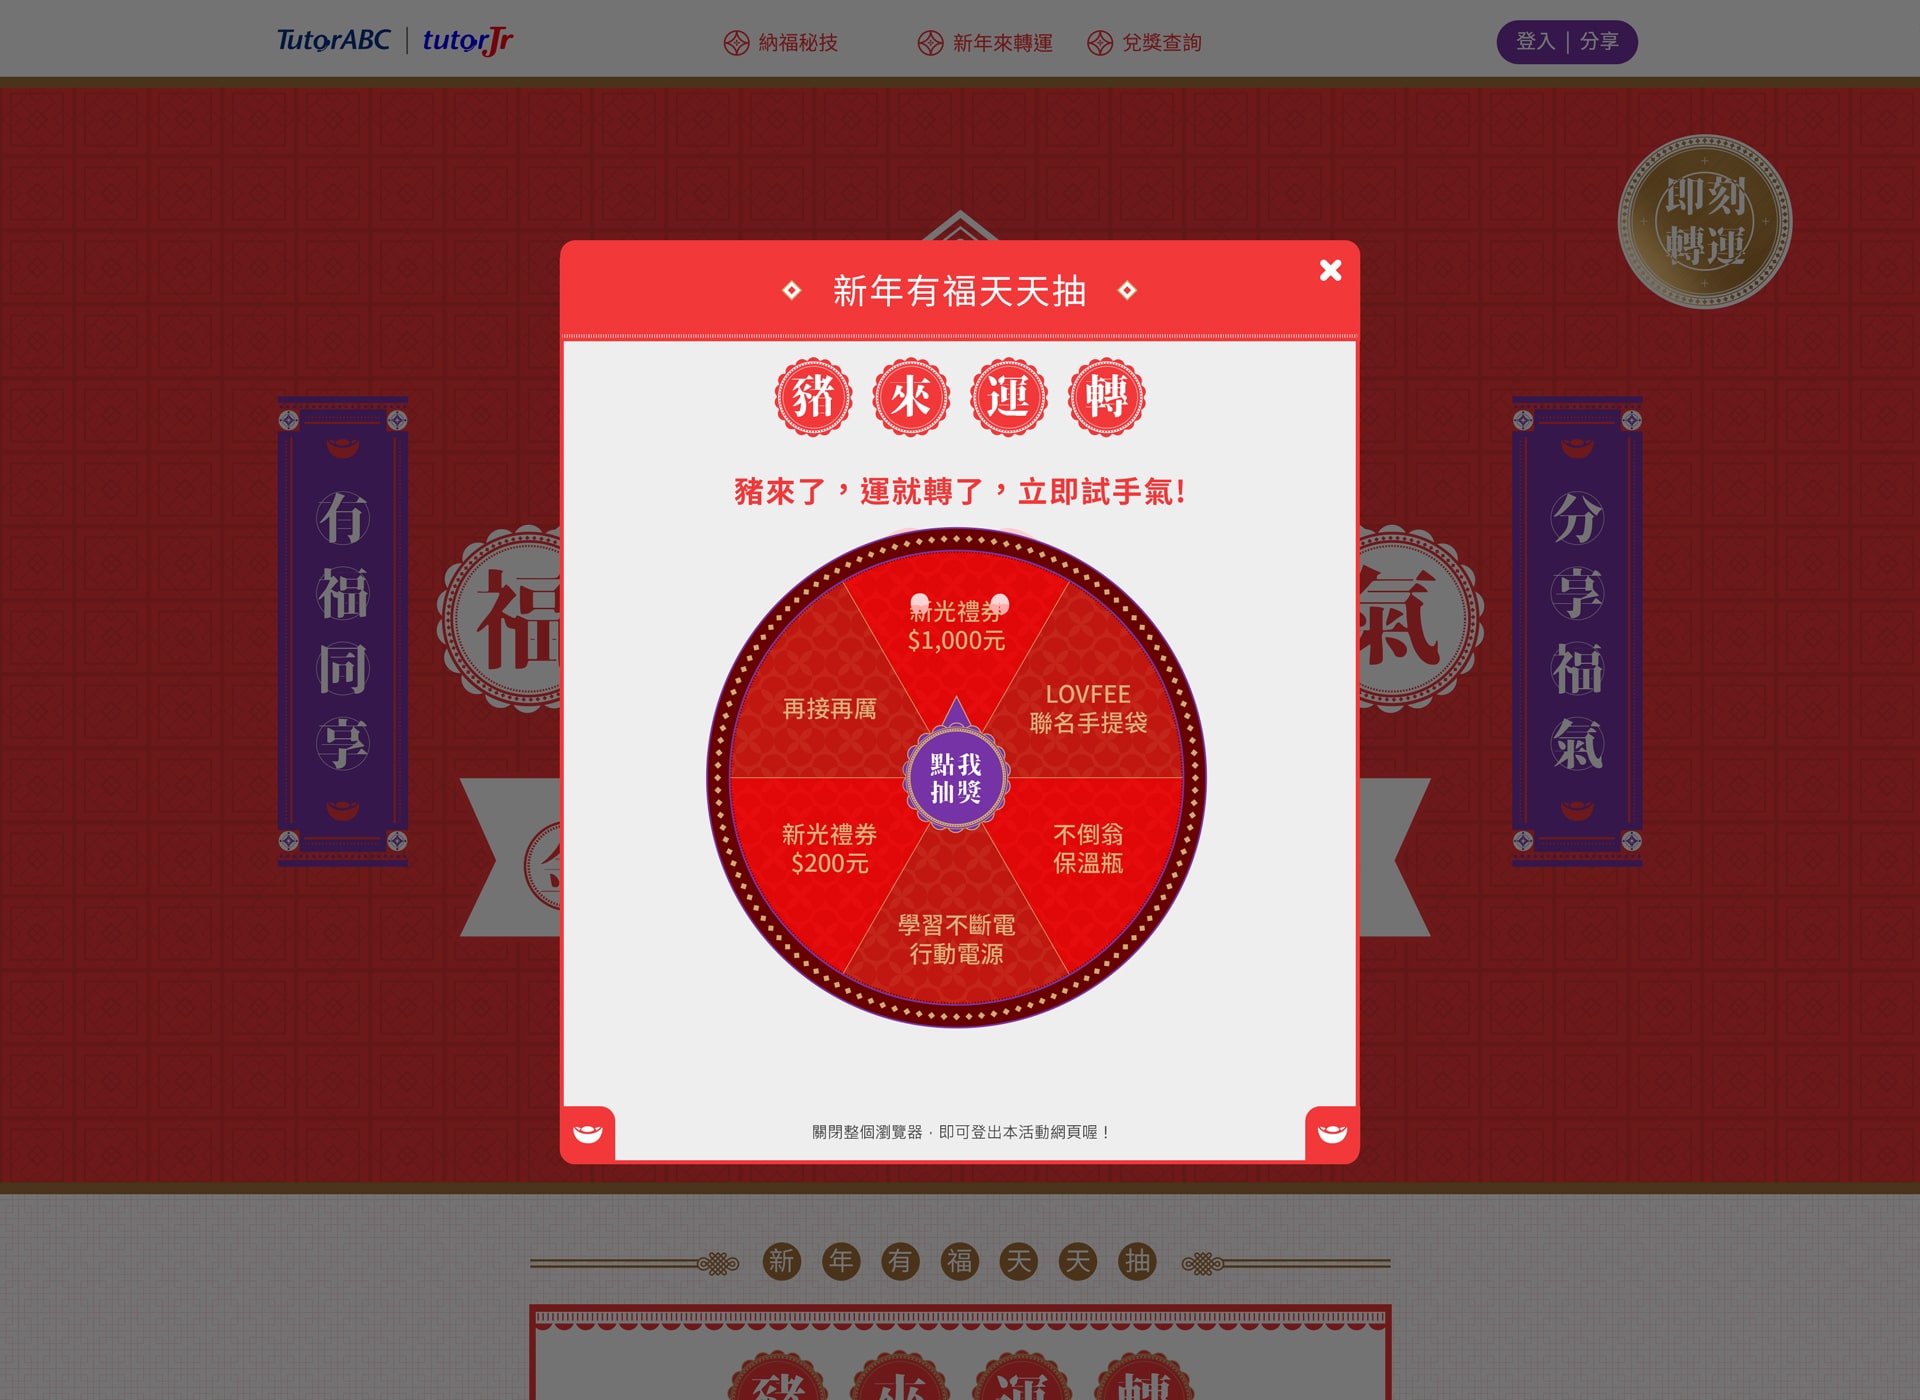 TutorABC | tutorJr
納福秘技
新年來轉運
兌獎查詢
登入 | 分享
即刻
轉運
新年有福天天抽
豬來運轉
豬來了，運就轉了，立即試手氣!
有福同享
福
氣
分享福氣
新光禮券
$1,000元
再接再厲
LOVFEE
聯名手提袋
點我
抽獎
新光禮券
$200元
不倒翁
保溫瓶
學習不斷電
行動電源
關閉整個瀏覽器，即可登出本活動網頁喔！
新年有福天天抽
豬來運轉